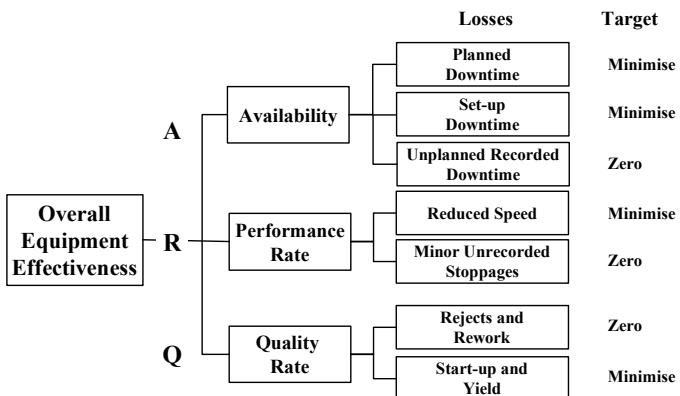 Losses Target
Planned
Downtime
Minimise
A
Availability
Set-up
Downtime
Minimise
Unplanned Recorded
Downtime
Zero
Overall
Equipment
Effectiveness
R
Performance
Rate
Reduced Speed
Minimise
Minor Unrecorded
Stoppages
Zero
Q
Quality
Rate
Rejects and
Rework
Zero
Start-up and
Yield
Minimise